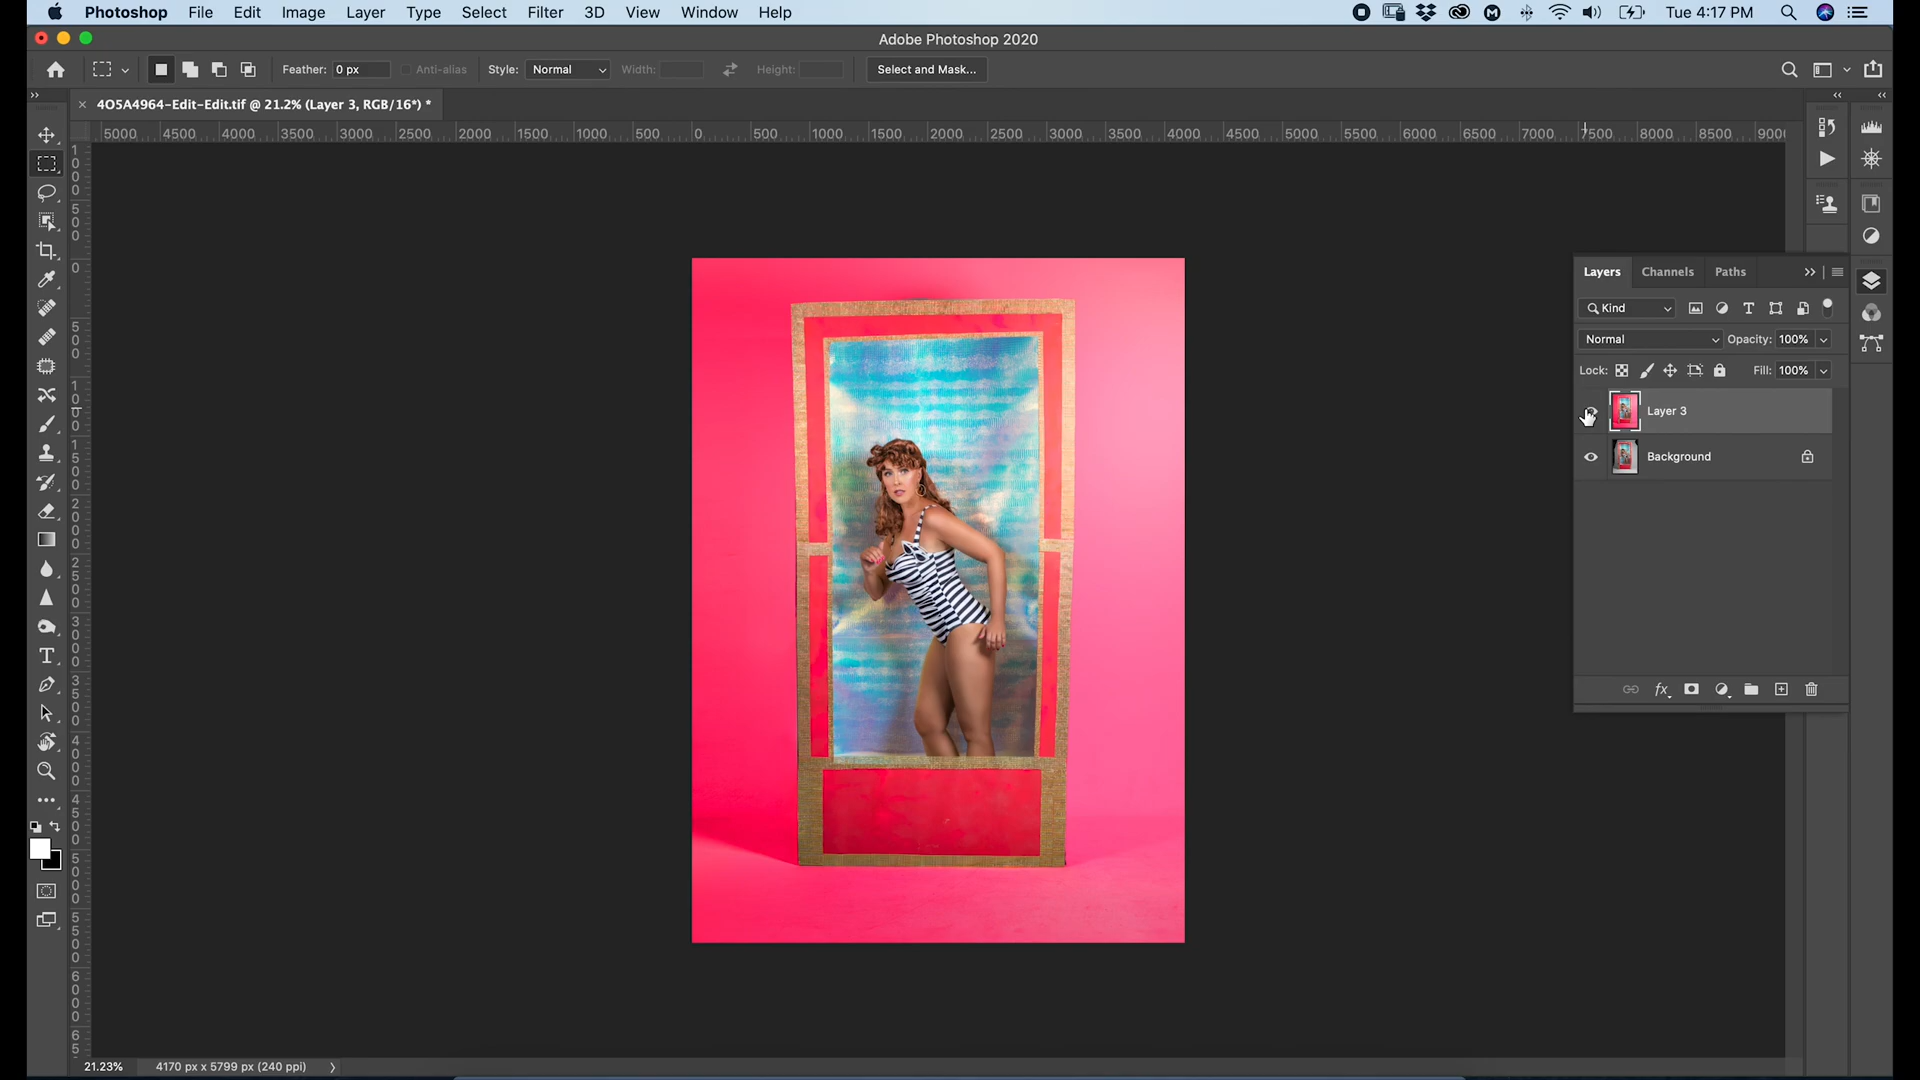 Photoshop File Edit Image Layer Type Select Filter 3D View Window Help Tue 4:17 PM
Adobe Photoshop 2020
Feather: 0 px Anti-alias Style: Normal Width: Height: Select and Mask...
× 4O5A4964-Edit-Edit.tif @ 21.2% (Layer 3, RGB/16*) *
5000 4500 4000 3500 3000 2500 2000 1500 1000 500 0 500 1000 1500 2000 2500 3000 3500 4000 4500 5000 5500 6000 6500 7000 7500 8000 8500 9000
Layers Channels Paths
Kind
Normal Opacity: 100%
Lock: Fill: 100%
Layer 3
Background
fx
21.23% 4170 px x 5799 px (240 ppi)